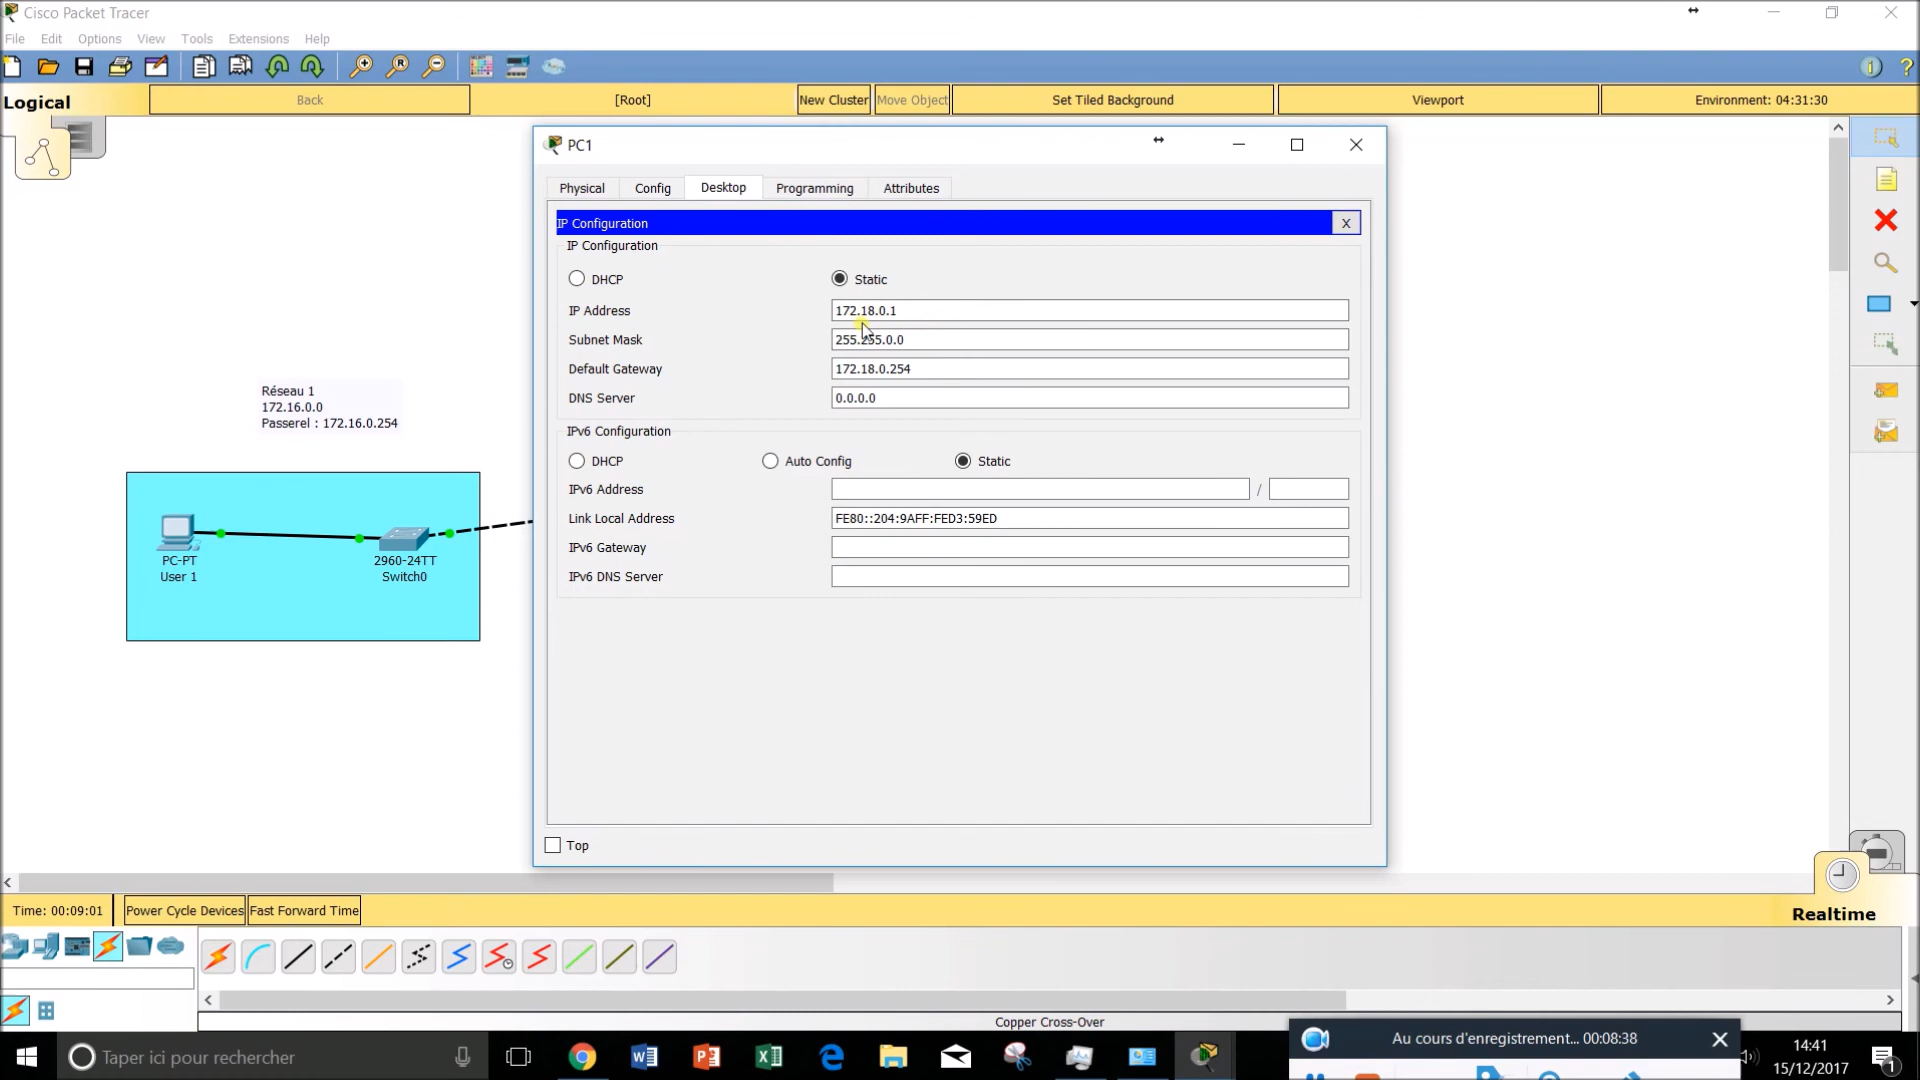 Cisco Packet Tracer
File Edit Options View Tools Extensions Help
Logical
Back
[Root]
New Cluster
Move Object
Set Tiled Background
Viewport
Environment: 04:31:30
PC1
Physical Config Desktop Programming Attributes
IP Configuration X
IP Configuration
DHCP Static
IP Address 172.18.0.1
Subnet Mask 255.255.0.0
Default Gateway 172.18.0.254
DNS Server 0.0.0.0
IPv6 Configuration
DHCP Auto Config Static
IPv6 Address /
Link Local Address FE80::204:9AFF:FED3:59ED
IPv6 Gateway
IPv6 DNS Server
Top
Réseau 1
172.16.0.0
Passerel : 172.16.0.254
PC-PT
User 1
2960-24TT
Switch0
Time: 00:09:01 Power Cycle Devices Fast Forward Time
Realtime
Copper Cross-Over
Taper ici pour rechercher
Au cours d'enregistrement... 00:08:38
14:41
15/12/2017
1